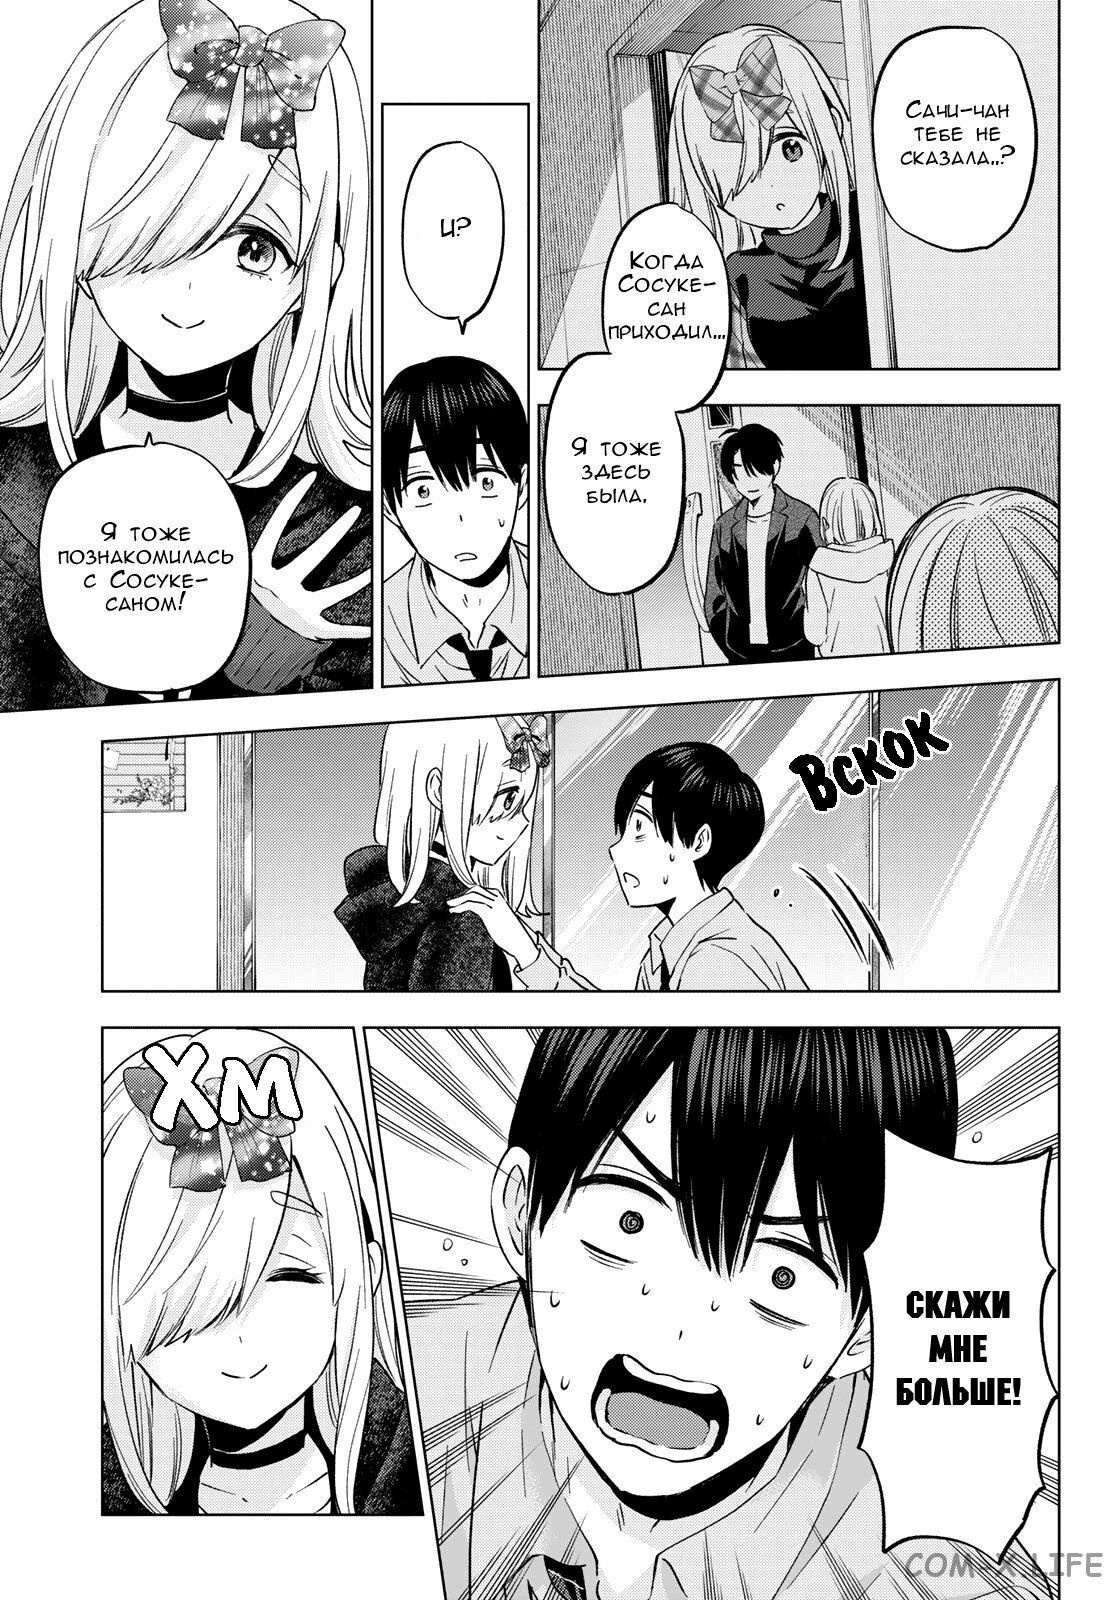 Сачи-чан
тебе не
сказала..?
Когда
Сосуке-
сан
приходил...
Я тоже
здесь
была.
И?
Я тоже
познакомилась
с Сосуке-
саном!
Вскок
СКАЖИ
МНЕ
БОЛЬШЕ!
Хм
COM-X LIFE